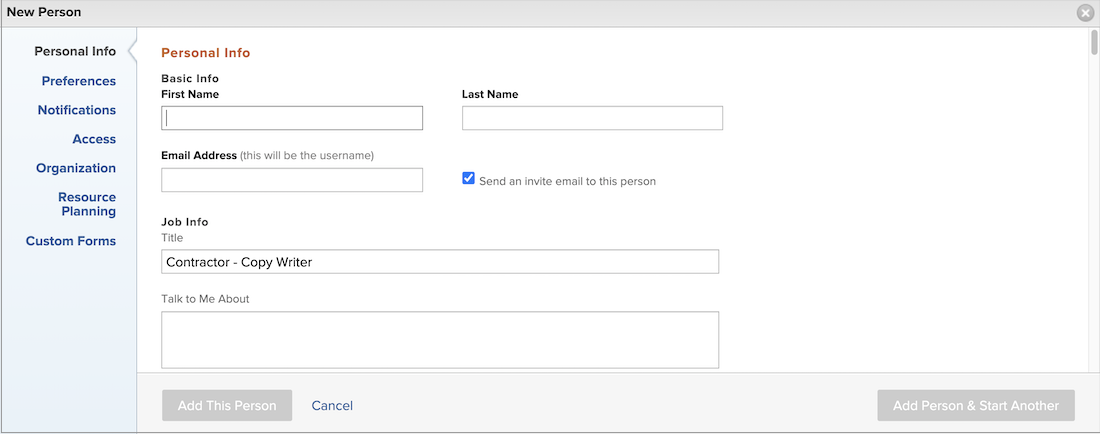 New Person
Personal Info
Preferences
Notifications
Access
Organization
Resource
Planning
Custom Forms
Personal Info
Basic Info
First Name
Last Name
Email Address (this will be the username)
Send an invite email to this person
Job Info
Title
Contractor - Copy Writer
Talk to Me About
Add This Person
Cancel
Add Person & Start Another